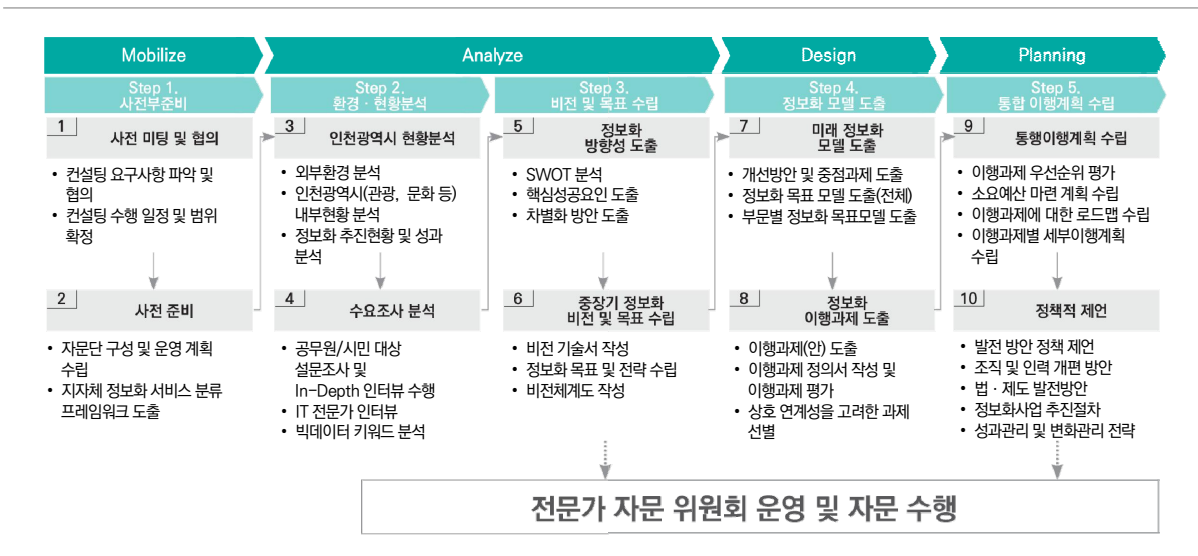 Mobilize
Analyze
Design
Planning
Step 1.
사전부준비
Step 2.
환경 · 현황분석
Step 3.
비전 및 목표 수립
Step 4.
정보화 모델 도출
Step 5.
통합 이행계획 수립
1
사전 미팅 및 협의
• 컨설팅 요구사항 파악 및
협의
• 컨설팅 수행 일정 및 범위
확정
2
사전 준비
• 자문단 구성 및 운영 계획
수립
• 지자체 정보화 서비스 분류
프레임워크 도출
3
인천광역시 현황분석
• 외부환경 분석
• 인천광역시(관광, 문화 등)
내부현황 분석
• 정보화 추진현황 및 성과
분석
4
수요조사 분석
• 공무원/시민 대상
설문조사 및
In-Depth 인터뷰 수행
• IT 전문가 인터뷰
• 빅데이터 키워드 분석
5
정보화
방향성 도출
• SWOT 분석
• 핵심성공요인 도출
• 차별화 방안 도출
6
중장기 정보화
비전 및 목표 수립
• 비전 기술서 작성
• 정보화 목표 및 전략 수립
• 비전체계도 작성
7
미래 정보화
모델 도출
• 개선방안 및 중점과제 도출
• 정보화 목표 모델 도출(전체)
• 부문별 정보화 목표모델 도출
8
정보화
이행과제 도출
• 이행과제(안) 도출
• 이행과제 정의서 작성 및
이행과제 평가
• 상호 연계성을 고려한 과제
선별
9
통행이행계획 수립
• 이행과제 우선순위 평가
• 소요예산 마련 계획 수립
• 이행과제에 대한 로드맵 수립
• 이행과제별 세부이행계획
수립
10
정책적 제언
• 발전 방안 정책 제언
• 조직 및 인력 개편 방안
• 법 · 제도 발전방안
• 정보화사업 추진절차
• 성과관리 및 변화관리 전략
전문가 자문 위원회 운영 및 자문 수행